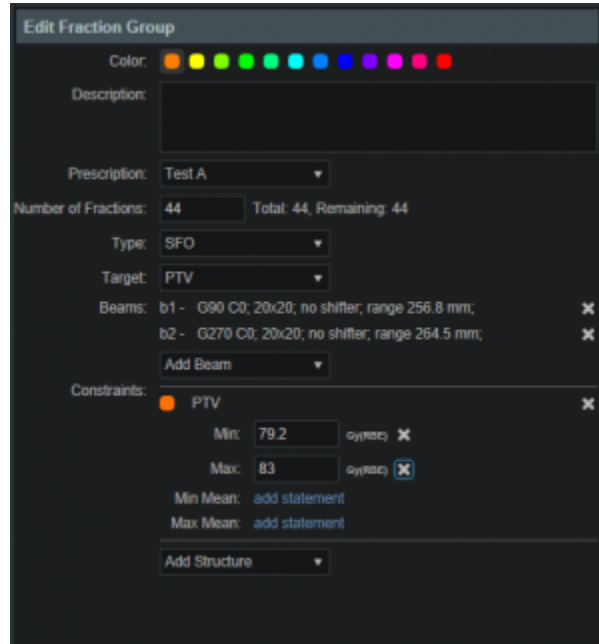 Edit Fraction Group
Color:
Description:
Prescription: Test A
Number of Fractions: 44 Total: 44, Remaining: 44
Type: SFO
Target: PTV
Beams: b1 - G90 C0; 20x20; no shifter; range 256.8 mm;
b2 - G270 C0; 20x20; no shifter; range 264.5 mm;
Add Beam
Constraints:
PTV
Min: 79.2 Gy(RBE)
Max: 83 Gy(RBE)
Min Mean: add statement
Max Mean: add statement
Add Structure